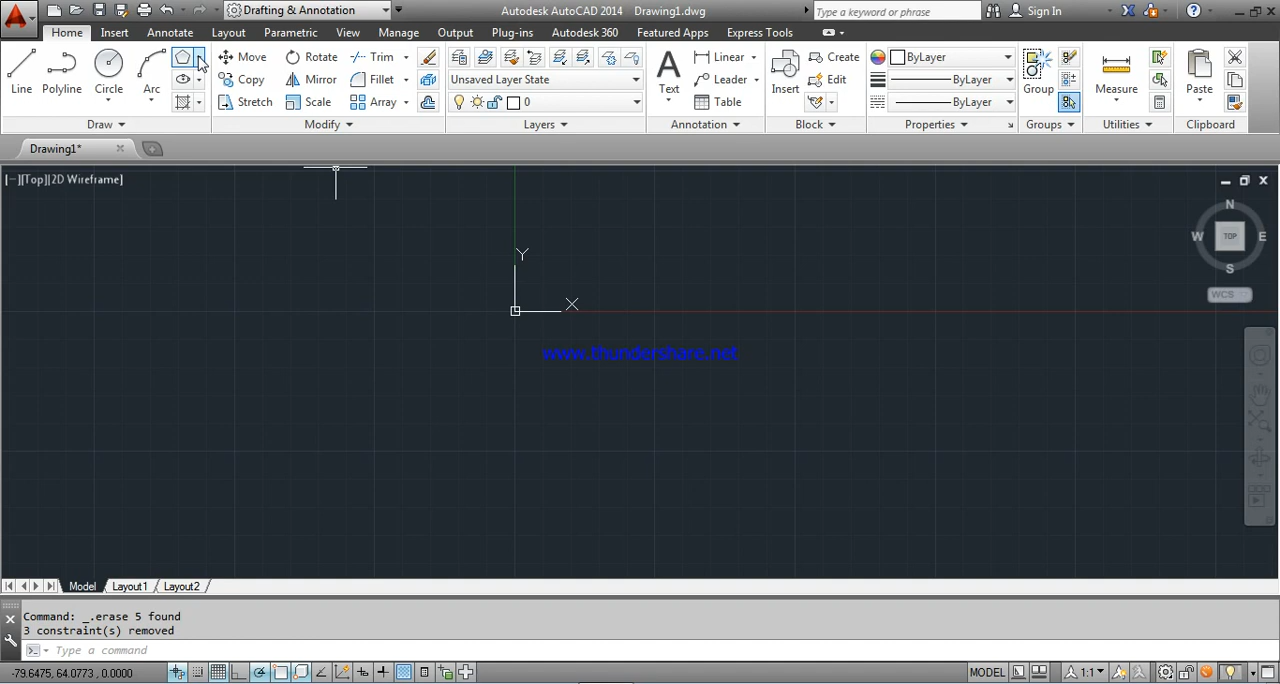 Drafting & Annotation
Autodesk AutoCAD 2014 Drawing1.dwg
Type a keyword or phrase
Sign In
Home Insert Annotate Layout Parametric View Manage Output Plug-ins Autodesk 360 Featured Apps Express Tools
Line
Polyline
Circle
Arc
Move
Copy
Stretch
Rotate
Mirror
Scale
Trim
Fillet
Array
Unsaved Layer State
0
Text
Linear
Leader
Table
Insert
Create
Edit
ByLayer
ByLayer
ByLayer
Group
Measure
Paste
Draw
Modify
Layers
Annotation
Block
Properties
Groups
Utilities
Clipboard
Drawing1*
[−][Top][2D Wireframe]
N
W TOP E
S
WCS
Y
X
www.thundershare.net
Model Layout1 Layout2
Command: _.erase 5 found
3 constraint(s) removed
Type a command
-79.6475, 64.0773, 0.0000
MODEL
1:1